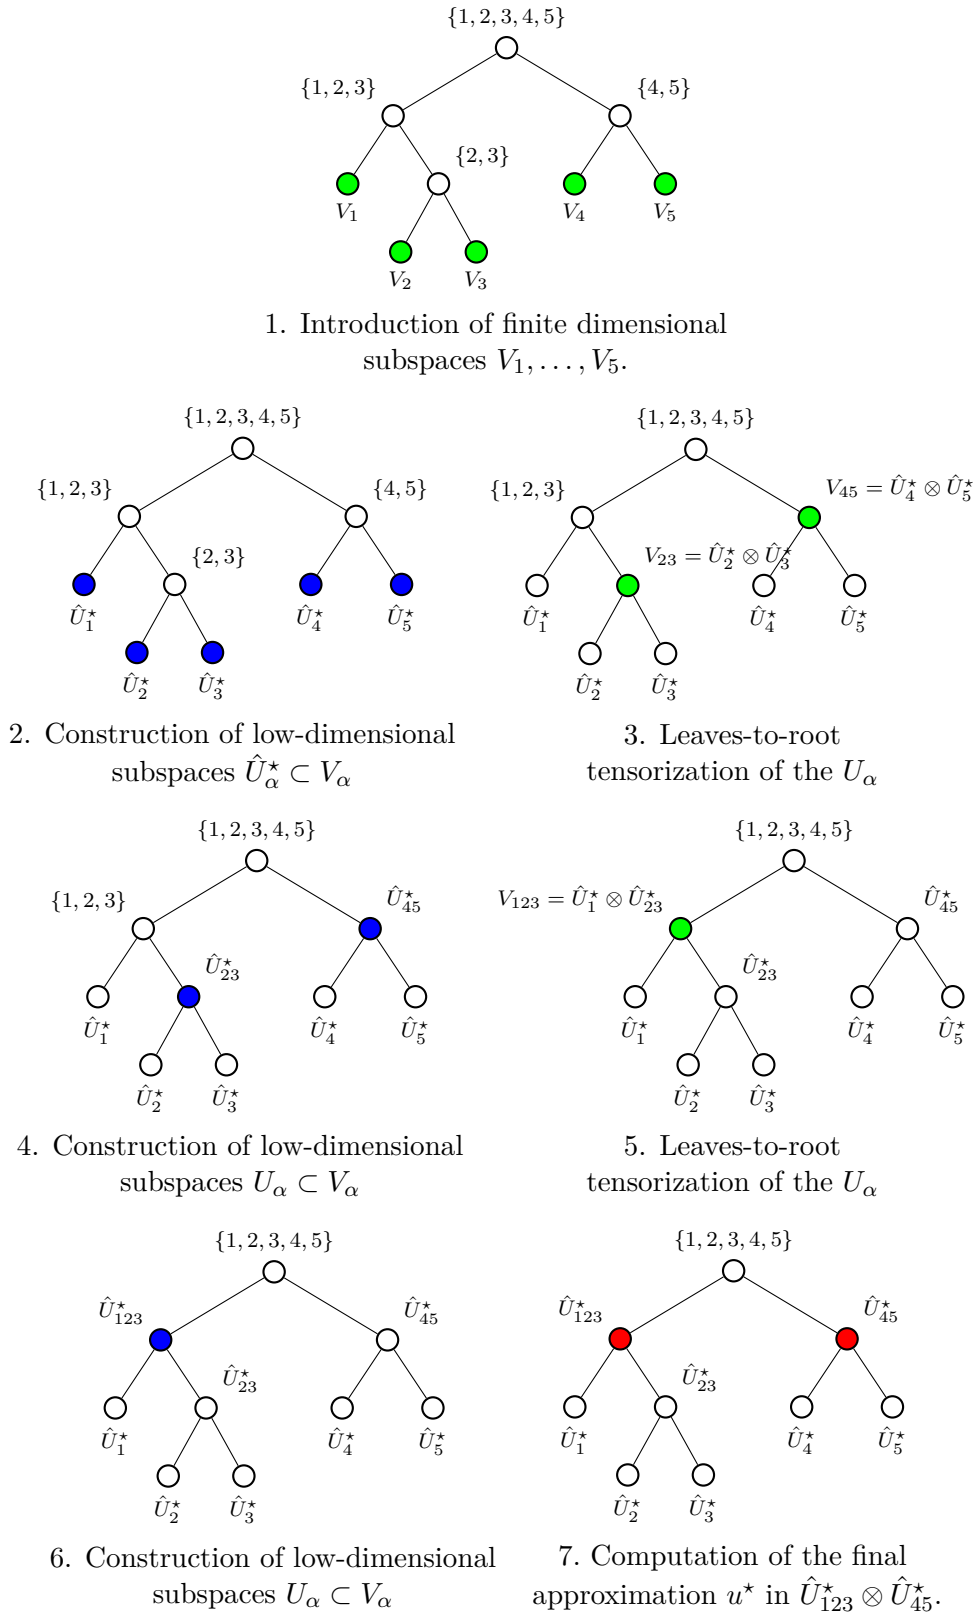 {1, 2, 3, 4, 5}
{1, 2, 3}
{4, 5}
{2, 3}
V₁
V₄
V₅
V₂
V₃
1. Introduction of finite dimensional
subspaces V₁, . . . , V₅.
{1, 2, 3, 4, 5}
{1, 2, 3}
{4, 5}
{2, 3}
Û₁⋆
Û₄⋆
Û₅⋆
Û₂⋆
Û₃⋆
2. Construction of low-dimensional
subspaces Û_α⋆ ⊂ V_α
{1, 2, 3, 4, 5}
{1, 2, 3}
V₄₅ = Û₄⋆ ⊗ Û₅⋆
V₂₃ = Û₂⋆ ⊗ Û₃⋆
Û₁⋆
Û₄⋆
Û₅⋆
Û₂⋆
Û₃⋆
3. Leaves-to-root
tensorization of the U_α
{1, 2, 3, 4, 5}
{1, 2, 3}
Û₄₅⋆
Û₂₃⋆
Û₁⋆
Û₄⋆
Û₅⋆
Û₂⋆
Û₃⋆
4. Construction of low-dimensional
subspaces U_α ⊂ V_α
{1, 2, 3, 4, 5}
V₁₂₃ = Û₁⋆ ⊗ Û₂₃⋆
Û₄₅⋆
Û₂₃⋆
Û₁⋆
Û₄⋆
Û₅⋆
Û₂⋆
Û₃⋆
5. Leaves-to-root
tensorization of the U_α
{1, 2, 3, 4, 5}
Û₁₂₃⋆
Û₄₅⋆
Û₂₃⋆
Û₁⋆
Û₄⋆
Û₅⋆
Û₂⋆
Û₃⋆
6. Construction of low-dimensional
subspaces U_α ⊂ V_α
{1, 2, 3, 4, 5}
Û₁₂₃⋆
Û₄₅⋆
Û₂₃⋆
Û₁⋆
Û₄⋆
Û₅⋆
Û₂⋆
Û₃⋆
7. Computation of the final
approximation u⋆ in Û₁₂₃⋆ ⊗ Û₄₅⋆.